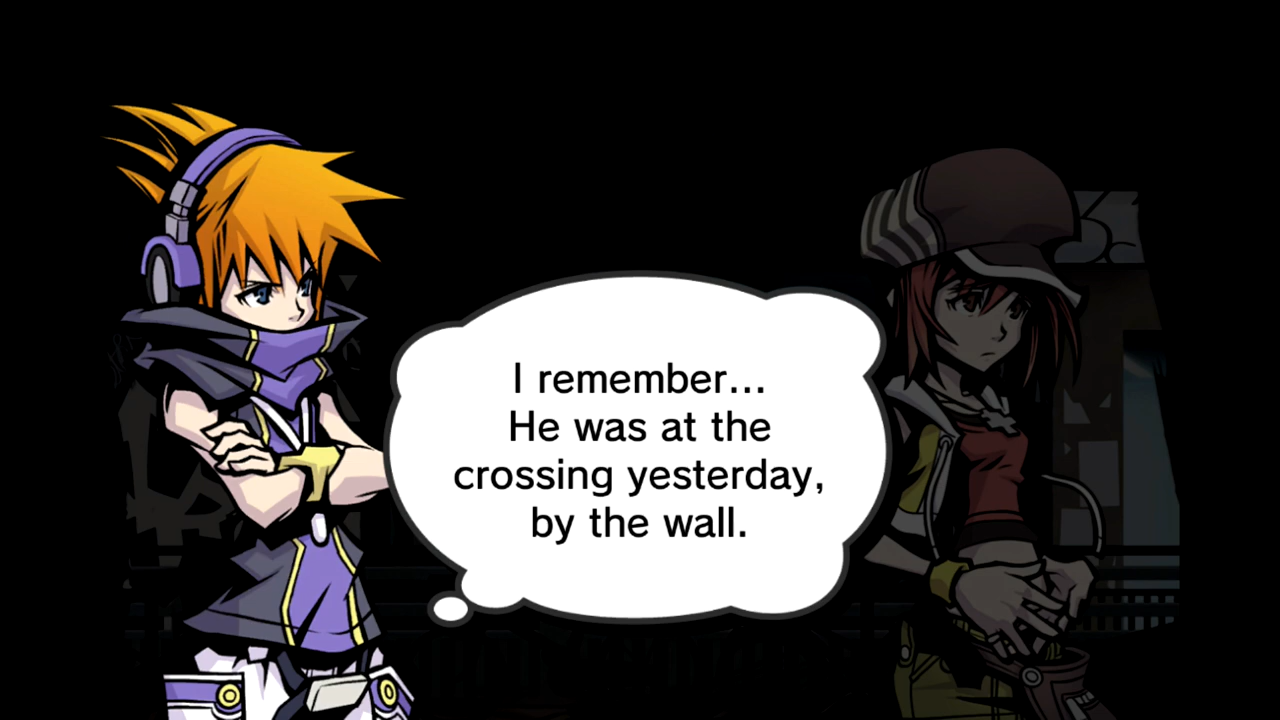 I remember...
He was at the
crossing yesterday,
by the wall.